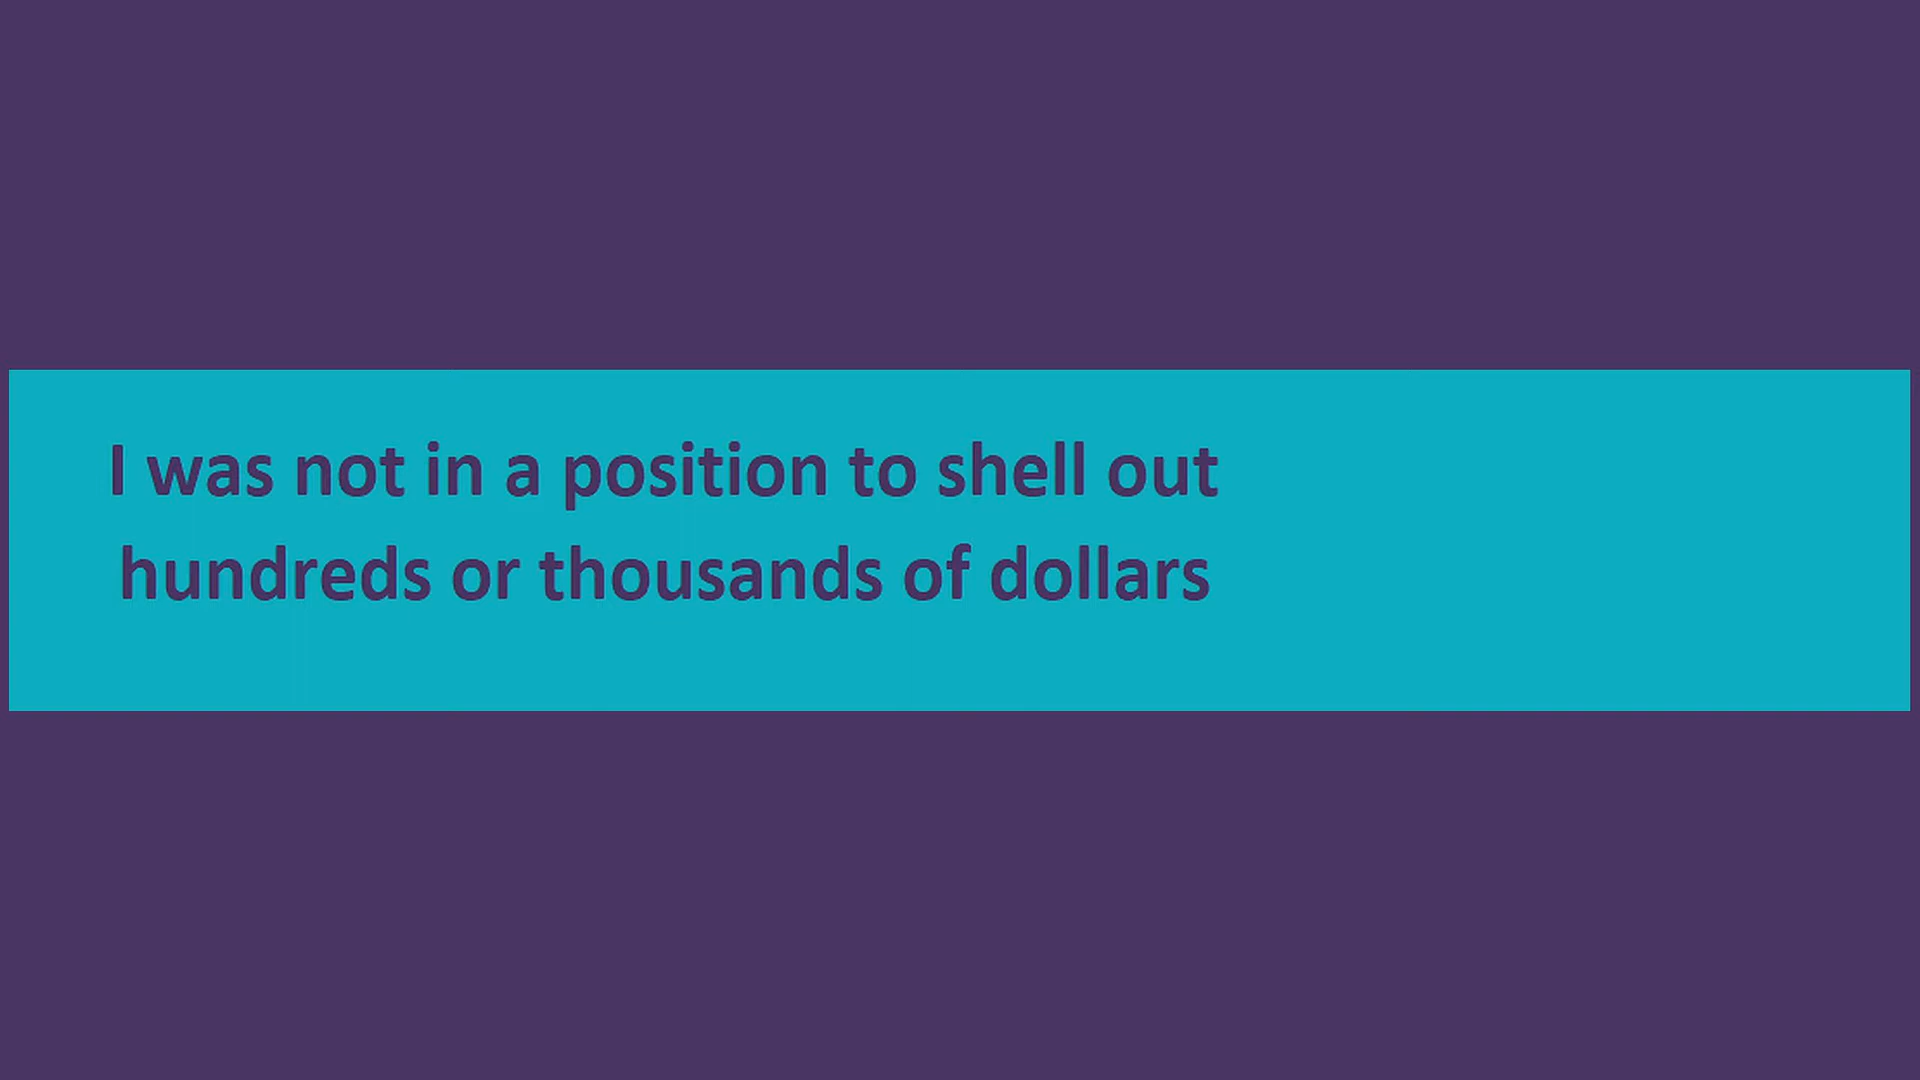 I was not in a position to shell out
hundreds or thousands of dollars